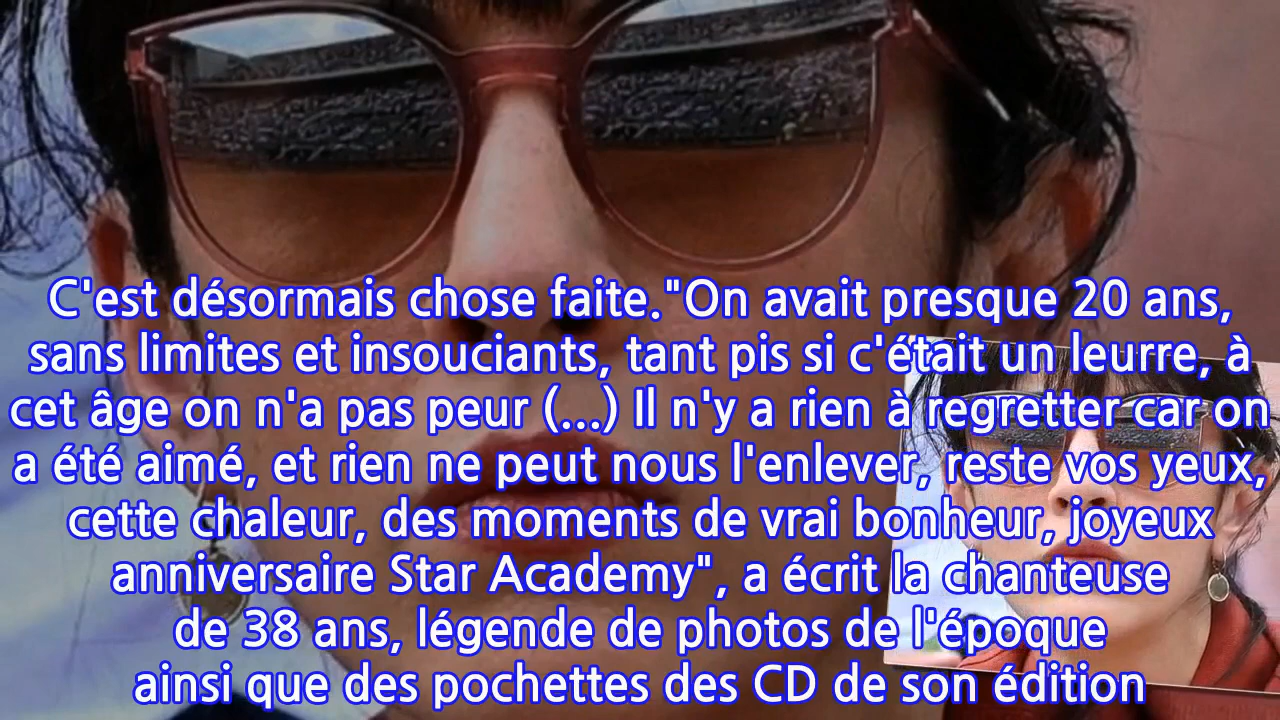 C'est désormais chose faite."On avait presque 20 ans,
sans limites et insouciants, tant pis si c'était un leurre, à
cet âge on n'a pas peur (...) Il n'y a rien à regretter car on
a été aimé, et rien ne peut nous l'enlever, reste vos yeux,
cette chaleur, des moments de vrai bonheur, joyeux
anniversaire Star Academy", a écrit la chanteuse
de 38 ans, légende de photos de l'époque
ainsi que des pochettes des CD de son édition